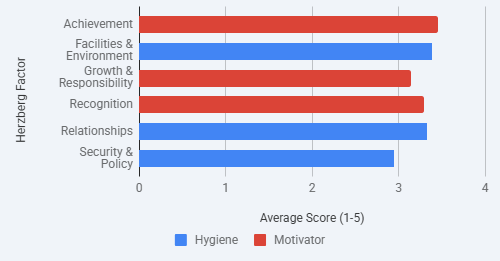 Herzberg Factor
Achievement
Facilities &
Environment
Growth &
Responsibility
Recognition
Relationships
Security &
Policy
0 1 2 3 4
Average Score (1-5)
Hygiene Motivator